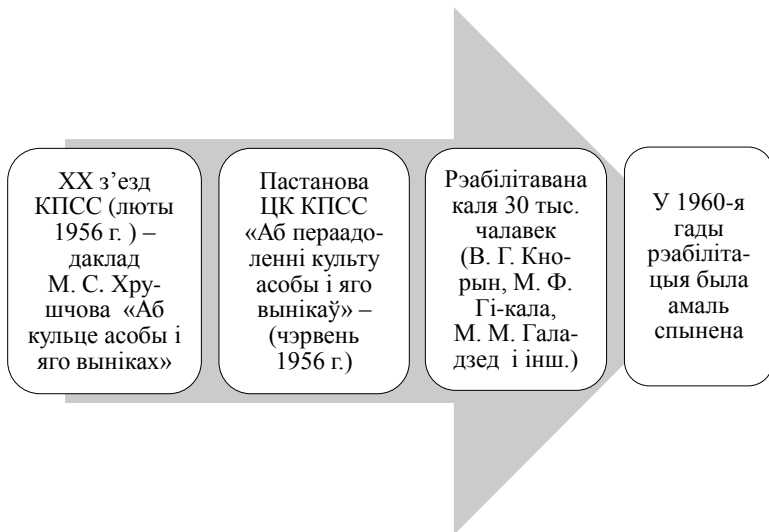 ХХ з’езд
КПСС (люты
1956 г. ) –
даклад
М. С. Хру-
шчова «Аб
культе асобы і
яго выніках»
Пастанова
ЦК КПСС
«Аб пераадо-
ленні культу
асобы і яго
вынікаў» –
(чэрвень
1956 г.)
Рэабілітавана
каля 30 тыс.
чалавек
(В. Г. Кно-
рын, М. Ф.
Гі-кала,
М. М. Гала-
дзед і інш.)
У 1960-я
гады
рэабіліта-
цыя была
амаль
спынена